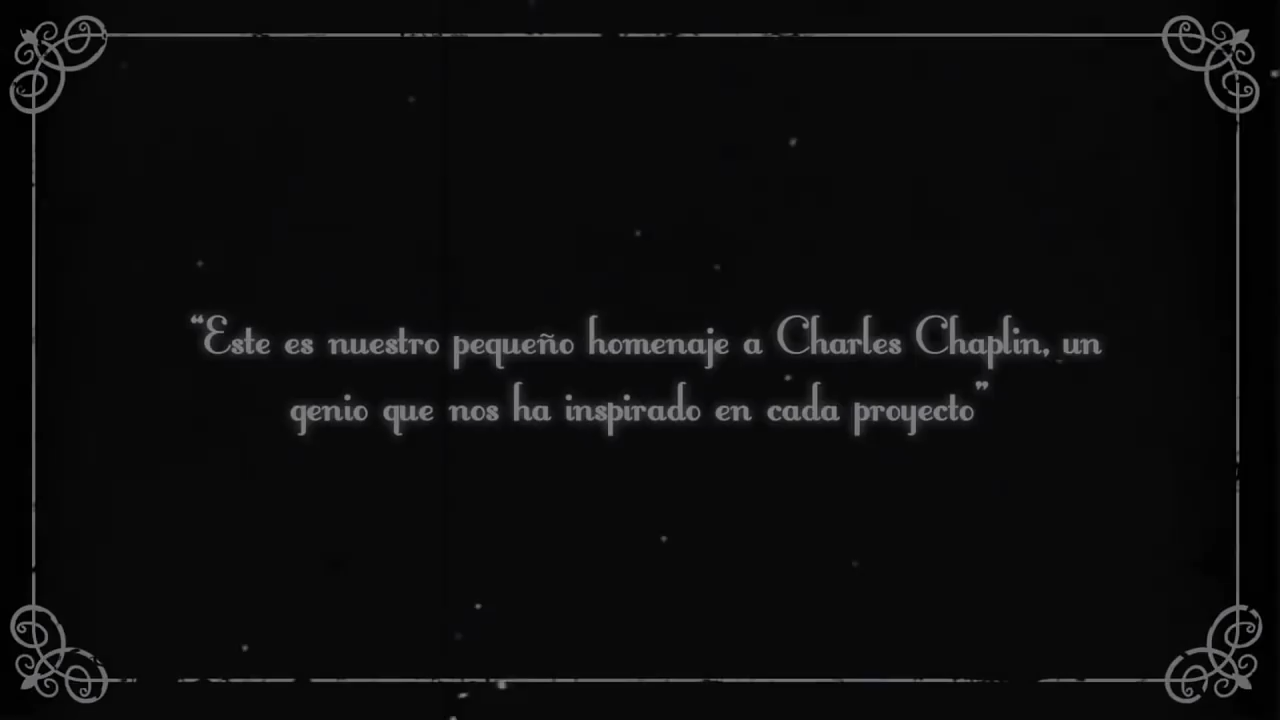 “Este es nuestro pequeño homenaje a Charles Chaplin, un
genio que nos ha inspirado en cada proyecto”